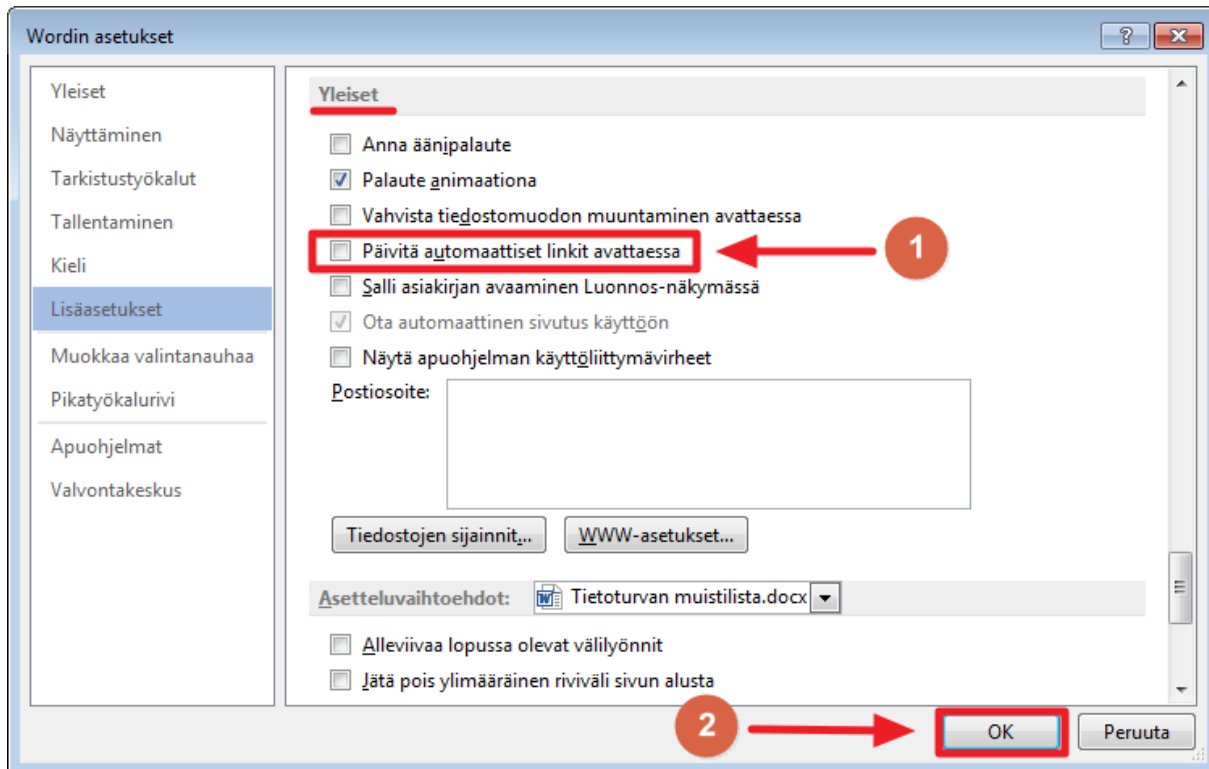 Wordin asetukset
Yleiset
Näyttäminen
Tarkistustyökalut
Tallentaminen
Kieli
Lisäasetukset
Muokkaa valintanauhaa
Pikatyökalurivi
Apuohjelmat
Valvontakeskus
Yleiset
Anna äänipalaute
Palaute animaationa
Vahvista tiedostomuodon muuntaminen avattaessa
Päivitä automaattiset linkit avattaessa
1
Salli asiakirjan avaaminen Luonnos-näkymässä
Ota automaattinen sivutus käyttöön
Näytä apuohjelman käyttöliittymävirheet
Postiosoite:
Tiedostojen sijainnit... WWW-asetukset...
Asetteluvaihtoehdot: Tietoturvan muistilista.docx
Alleviivaa lopussa olevat välilyönnit
Jätä pois ylimääräinen riviväli sivun alusta
2
OK Peruuta